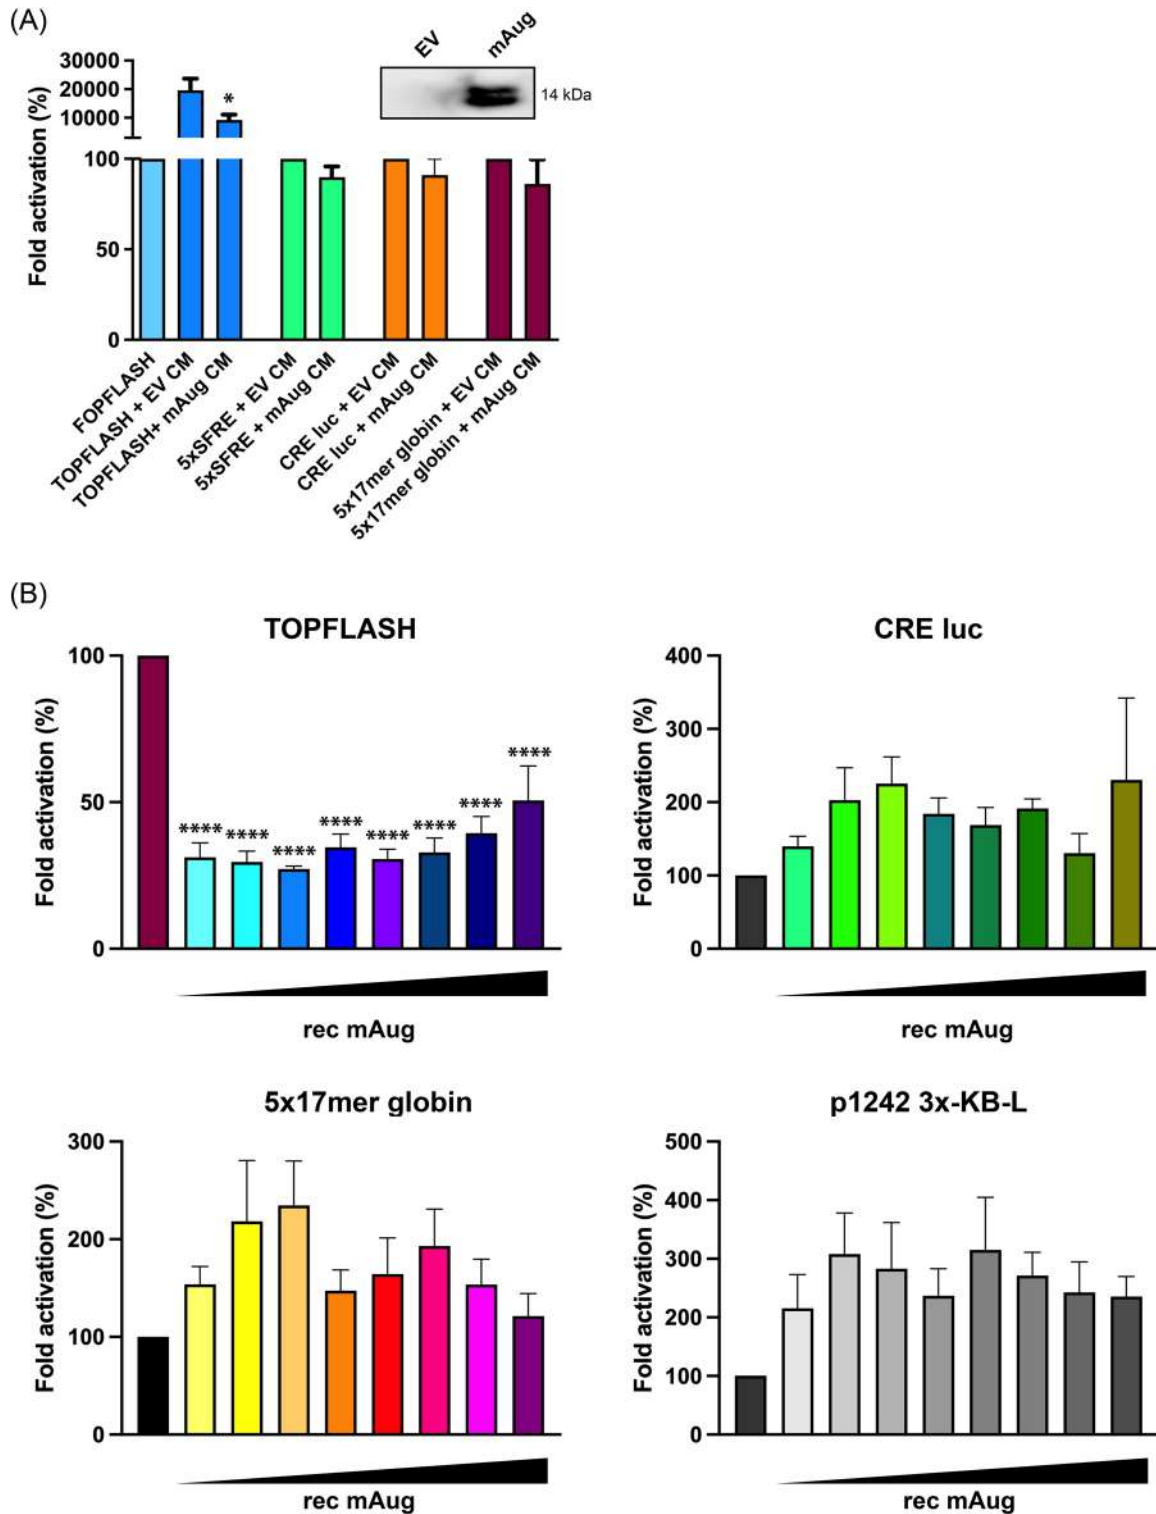 (A)
Fold activation (%)
30000
20000
10000
100
50
0
*
EV
mAug
14 kDa
FOPFLASH
TOPFLASH + EV CM
TOPFLASH+ mAug CM
5xSFRE + EV CM
5xSFRE + mAug CM
CRE luc + EV CM
CRE luc + mAug CM
5x17mer globin + EV CM
5x17mer globin + mAug CM
(B)
TOPFLASH
Fold activation (%)
100
50
0
****
****
****
****
****
****
****
****
rec mAug
CRE luc
Fold activation (%)
400
300
200
100
0
rec mAug
5x17mer globin
Fold activation (%)
300
200
100
0
rec mAug
p1242 3x-KB-L
Fold activation (%)
500
400
300
200
100
0
rec mAug